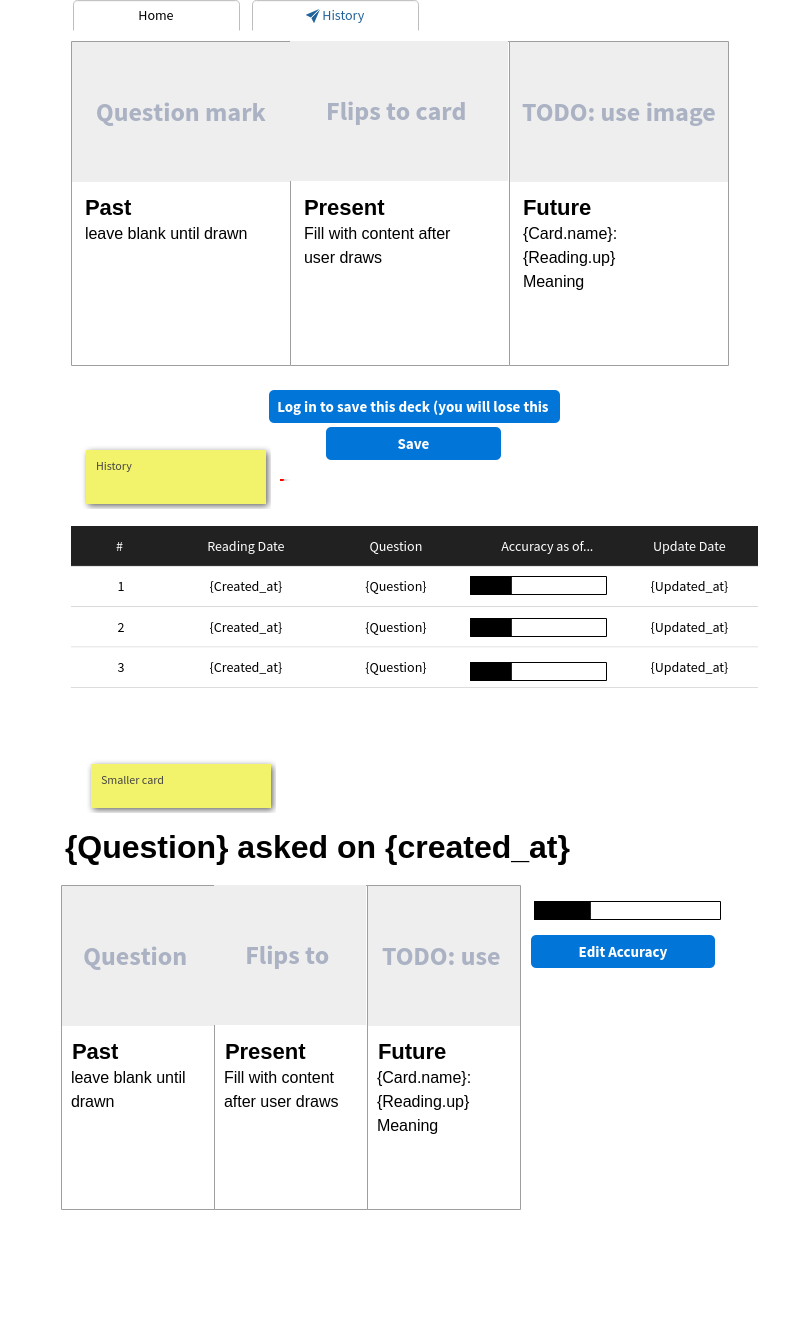 Home
History
Question mark
Flips to card
TODO: use image
Past
leave blank until drawn
Present
Fill with content after
user draws
Future
{Card.name}:
{Reading.up}
Meaning
Log in to save this deck (you will lose this
Save
History
# Reading Date Question Accuracy as of... Update Date
1 {Created_at} {Question} {Updated_at}
2 {Created_at} {Question} {Updated_at}
3 {Created_at} {Question} {Updated_at}
Smaller card
{Question} asked on {created_at}
Question
Flips to
TODO: use
Edit Accuracy
Past
leave blank until
drawn
Present
Fill with content
after user draws
Future
{Card.name}:
{Reading.up}
Meaning